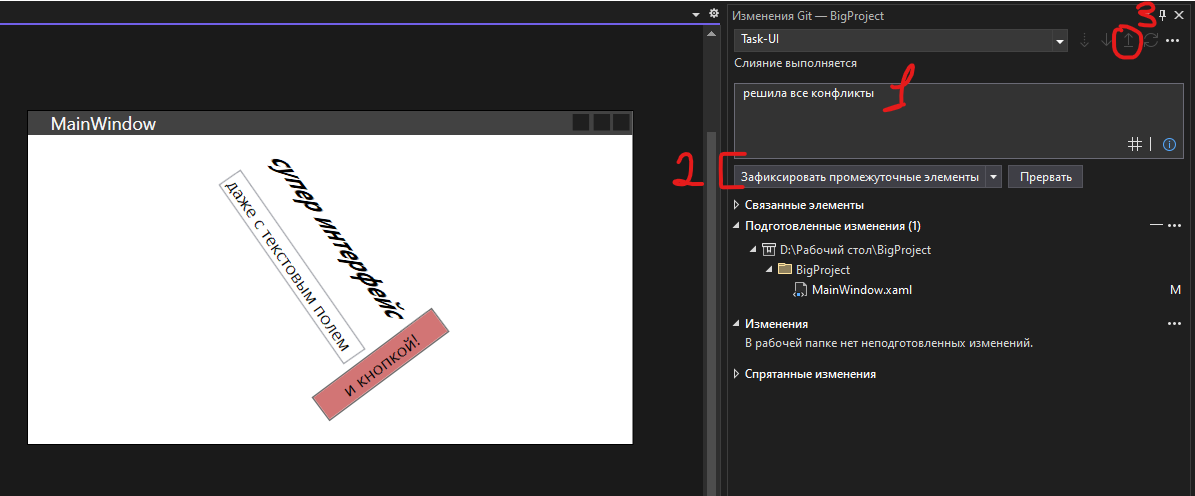 Изменения Git — BigProject
3
Task-UI
Слияние выполняется
решила все конфликты
1
2
Зафиксировать промежуточные элементы
Прервать
Связанные элементы
Подготовленные изменения (1)
D:\Рабочий стол\BigProject
BigProject
MainWindow.xaml
M
Изменения
В рабочей папке нет неподготовленных изменений.
Спрятанные изменения
MainWindow
супер интерфейс
даже с текстовым полем
и кнопкой!